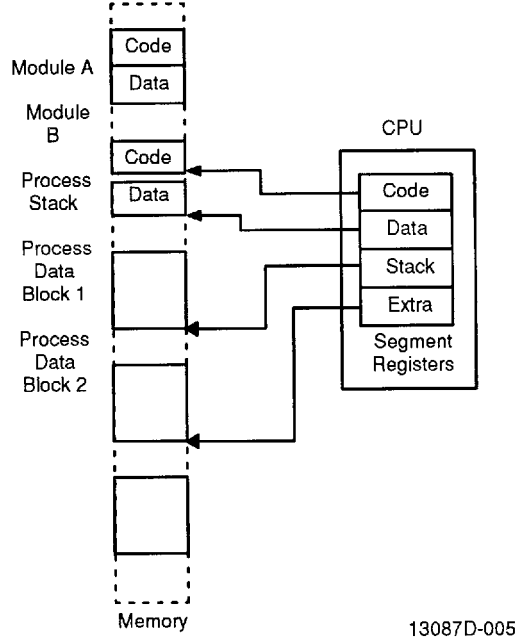 Module A
Code
Data
Module
B
Code
Process
Stack
Data
Process
Data
Block 1
Process
Data
Block 2
Memory
CPU
Code
Data
Stack
Extra
Segment
Registers
13087D-005